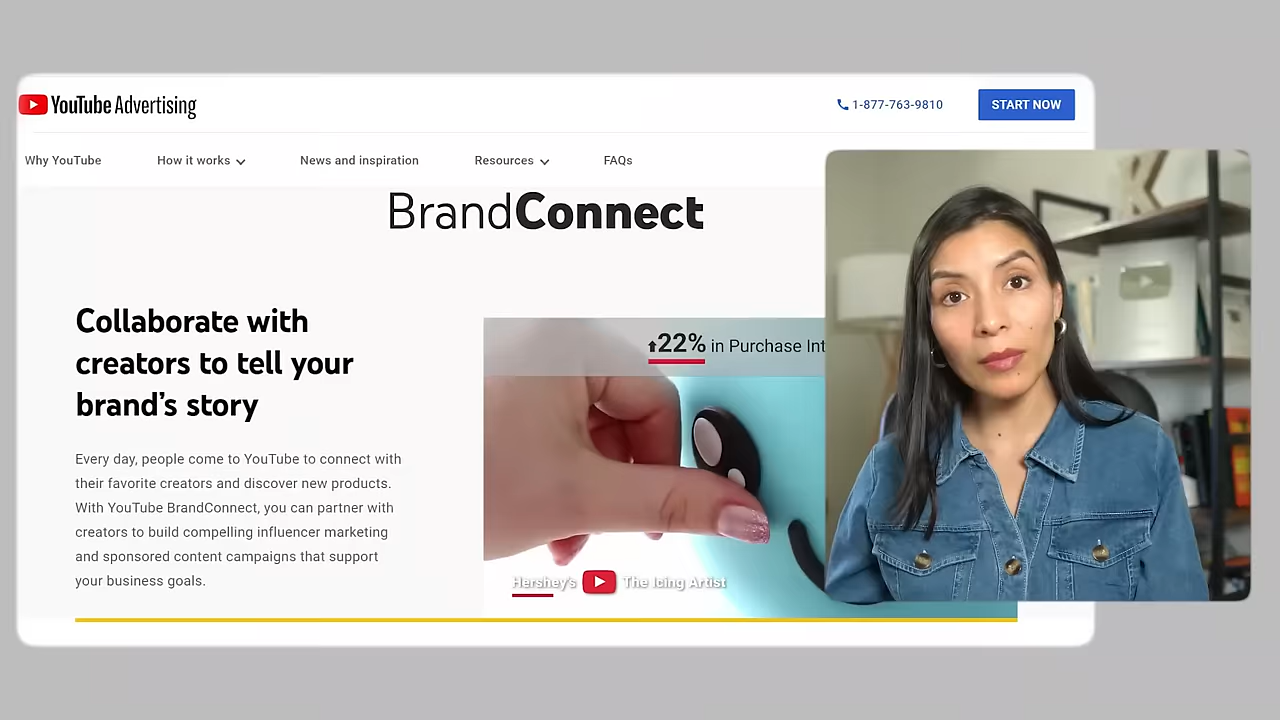 YouTube Advertising
1-877-763-9810
START NOW
Why YouTube
How it works
News and inspiration
Resources
FAQs
BrandConnect
Collaborate with
creators to tell your
brand's story
Every day, people come to YouTube to connect with
their favorite creators and discover new products.
With YouTube BrandConnect, you can partner with
creators to build compelling influencer marketing
and sponsored content campaigns that support
your business goals.
22% in Purchase Int
Hershey's
The Icing Artist
K